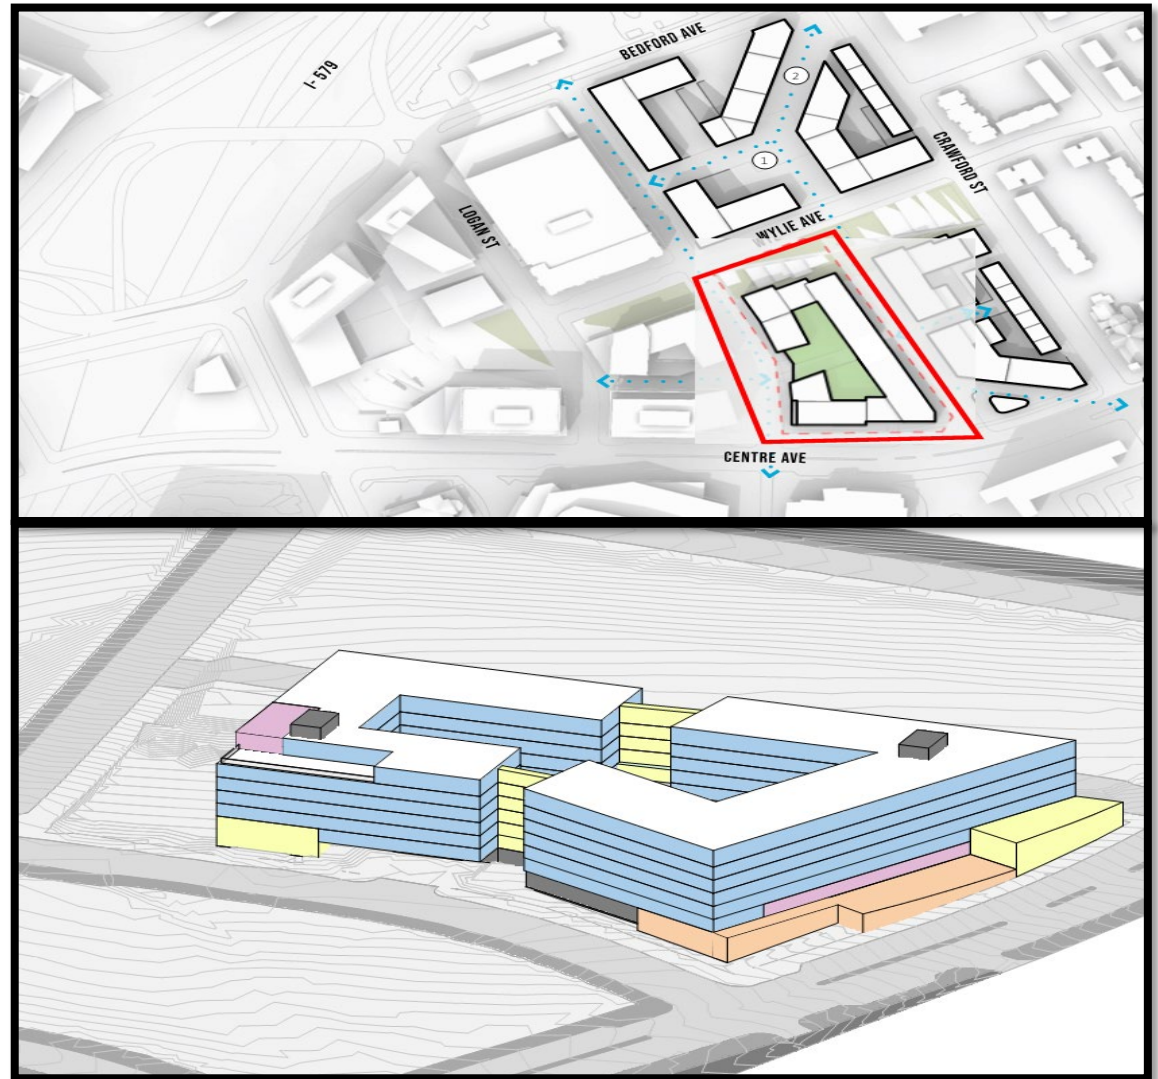 BEDFORD AVE
I- 579
2
CRAWFORD ST
1
LOGAN ST
WYLIE AVE
CENTRE AVE